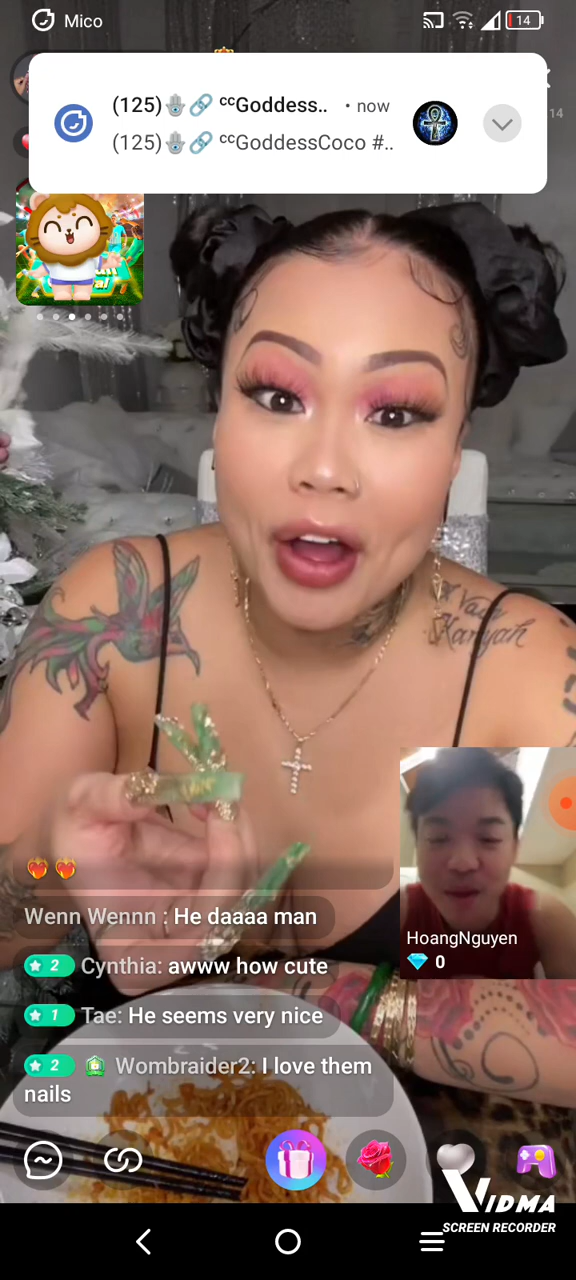 Mico
14
(125)🪬🔗 ᶜᶜGoddess.. • now
(125)🪬🔗 ᶜᶜGoddessCoco #..
14
Wenn Wennn : He daaaa man
2 Cynthia: awww how cute
1 Tae: He seems very nice
2 Wombraider2: I love them
nails
HoangNguyen
0
VIDMA
SCREEN RECORDER